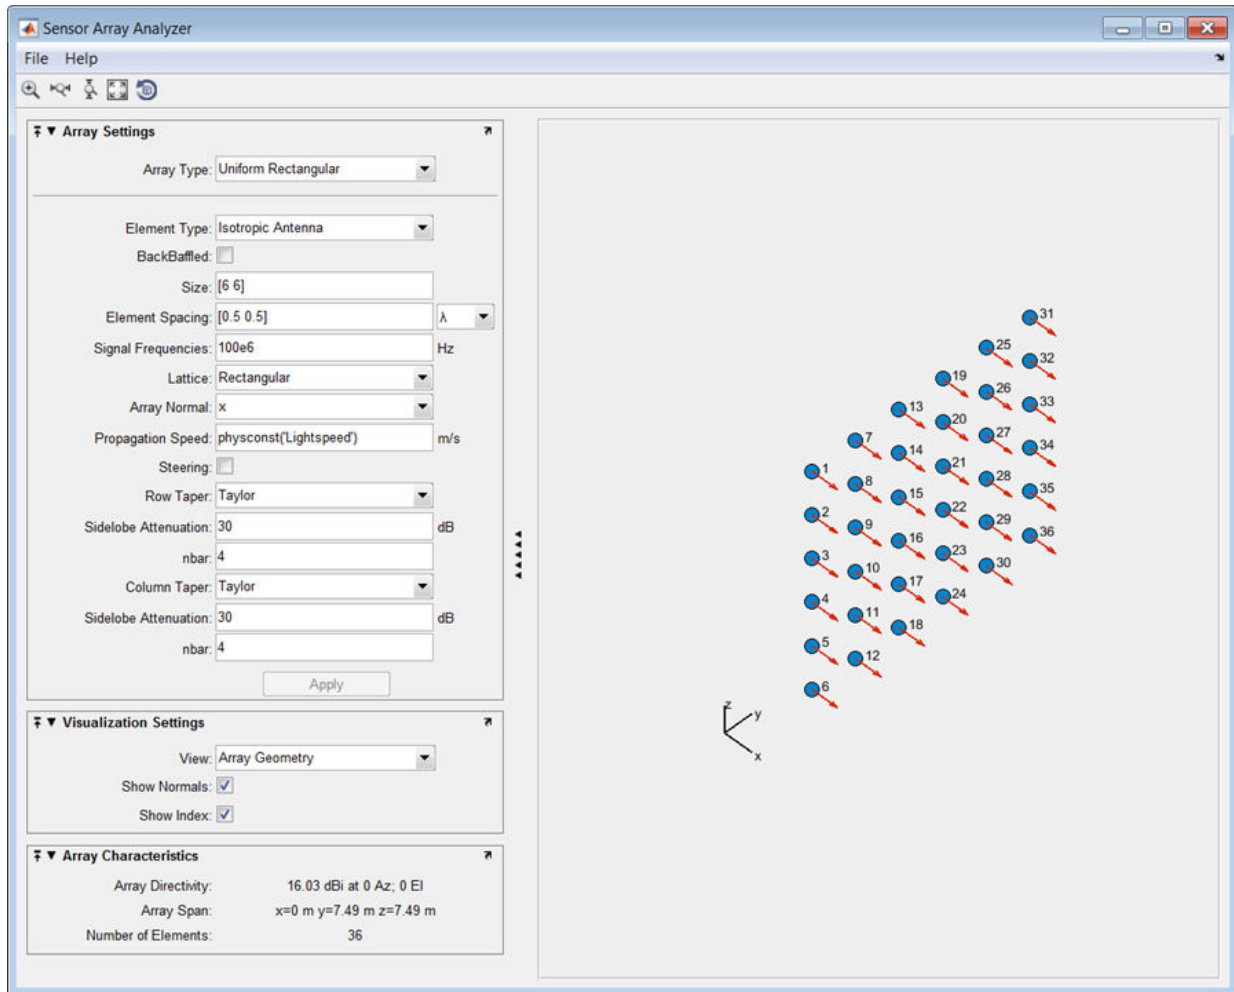 Sensor Array Analyzer
File Help
Array Settings
Array Type: Uniform Rectangular
Element Type: Isotropic Antenna
BackBaffled:
Size: [6 6]
Element Spacing: [0.5 0.5] λ
Signal Frequencies: 100e6 Hz
Lattice: Rectangular
Array Normal: x
Propagation Speed: physconst('Lightspeed') m/s
Steering:
Row Taper: Taylor
Sidelobe Attenuation: 30 dB
nbar: 4
Column Taper: Taylor
Sidelobe Attenuation: 30 dB
nbar: 4
Apply
Visualization Settings
View: Array Geometry
Show Normals:
Show Index:
Array Characteristics
Array Directivity: 16.03 dBi at 0 Az; 0 El
Array Span: x=0 m y=7.49 m z=7.49 m
Number of Elements: 36
31
25
32
19
26
33
13
20
27
34
7
14
21
28
35
1
8
15
22
29
36
2
9
16
23
30
3
10
17
24
4
11
18
5
12
6
z
y
x